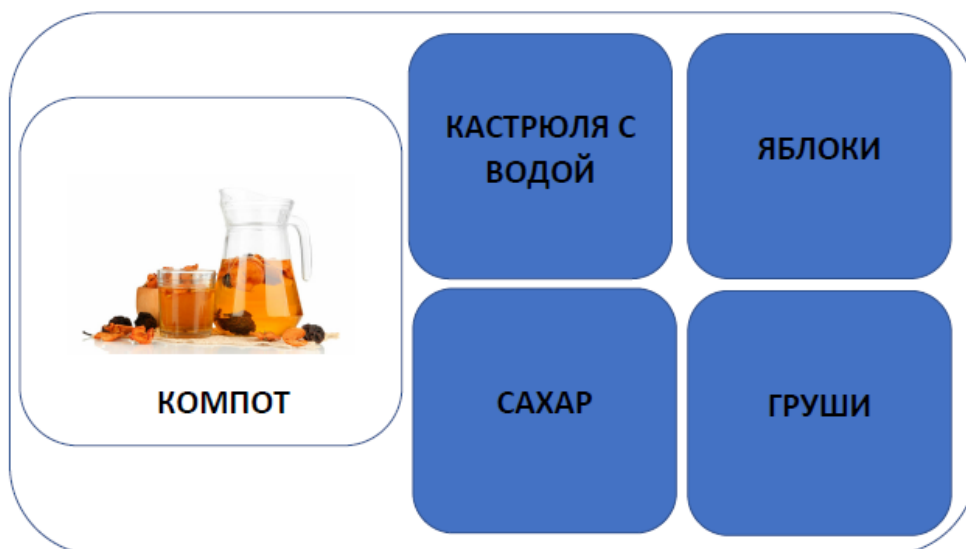 КАСТРЮЛЯ С
ВОДОЙ
ЯБЛОКИ
КОМПОТ
САХАР
ГРУШИ